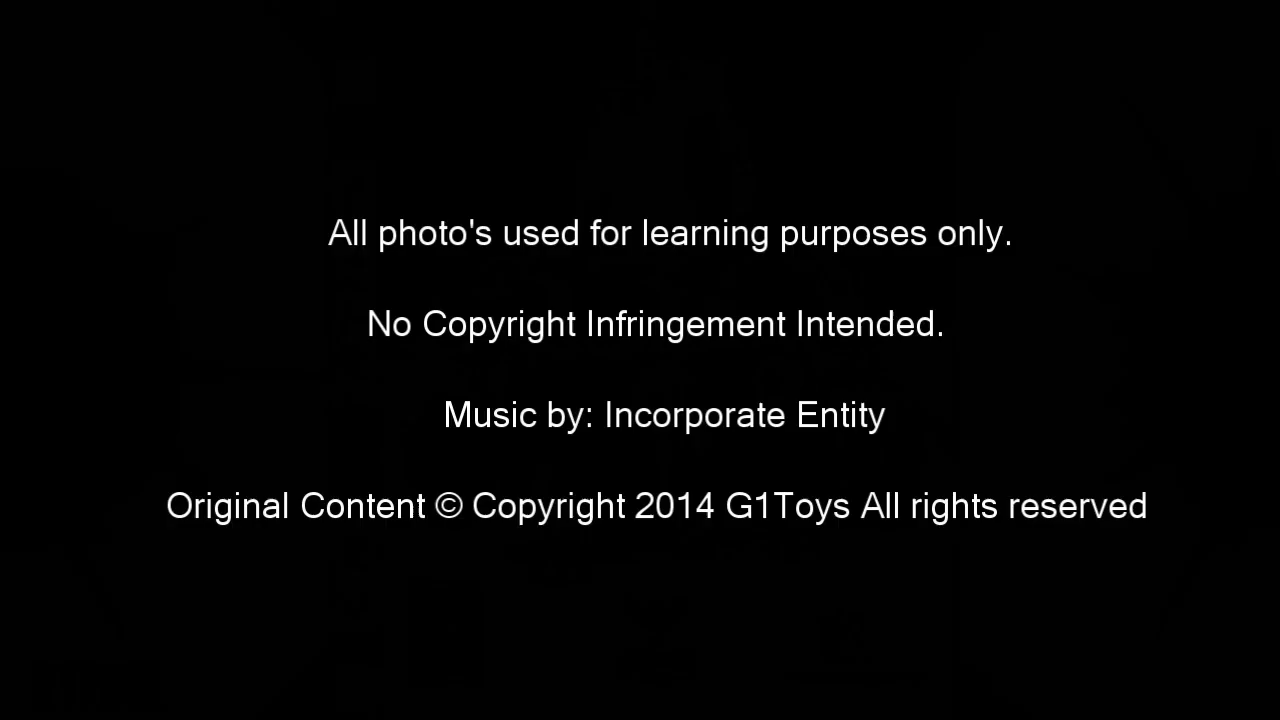 All photo's used for learning purposes only.
No Copyright Infringement Intended.
Music by: Incorporate Entity
Original Content © Copyright 2014 G1Toys All rights reserved